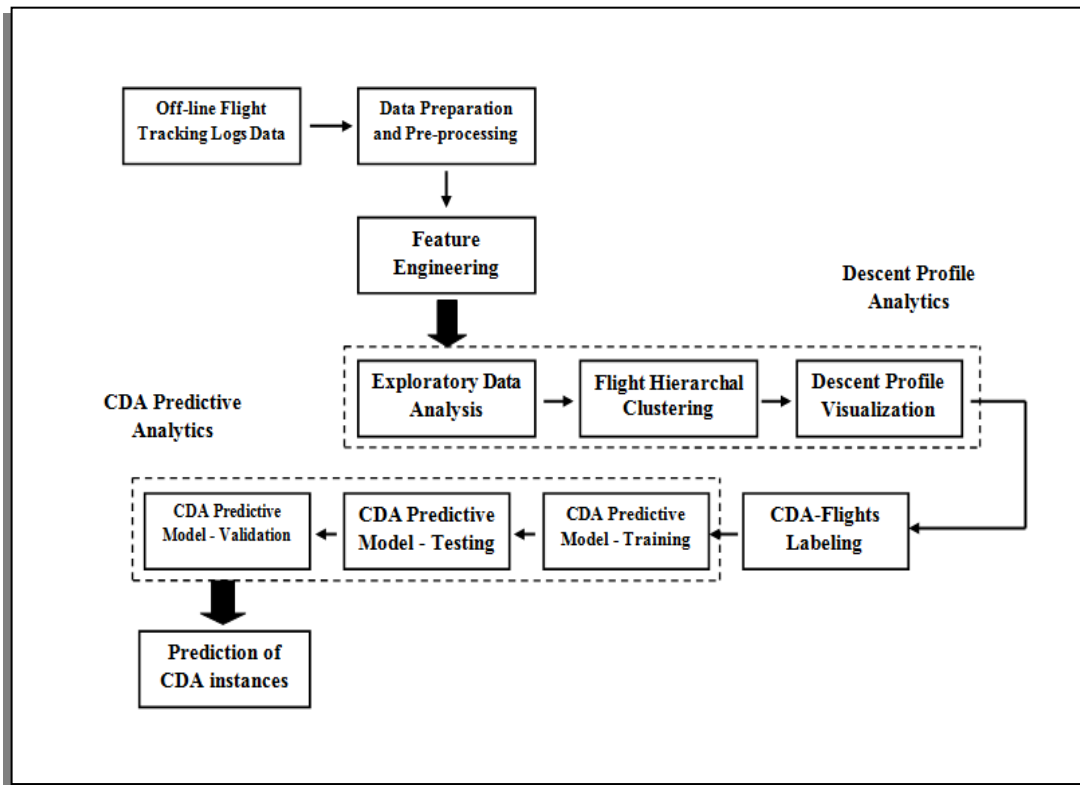 Off-line Flight
Tracking Logs Data
Data Preparation
and Pre-processing
Feature
Engineering
Descent Profile
Analytics
Exploratory Data
Analysis
Flight Hierarchal
Clustering
Descent Profile
Visualization
CDA Predictive
Analytics
CDA Predictive
Model - Validation
CDA Predictive
Model - Testing
CDA Predictive
Model - Training
CDA-Flights
Labeling
Prediction of
CDA instances